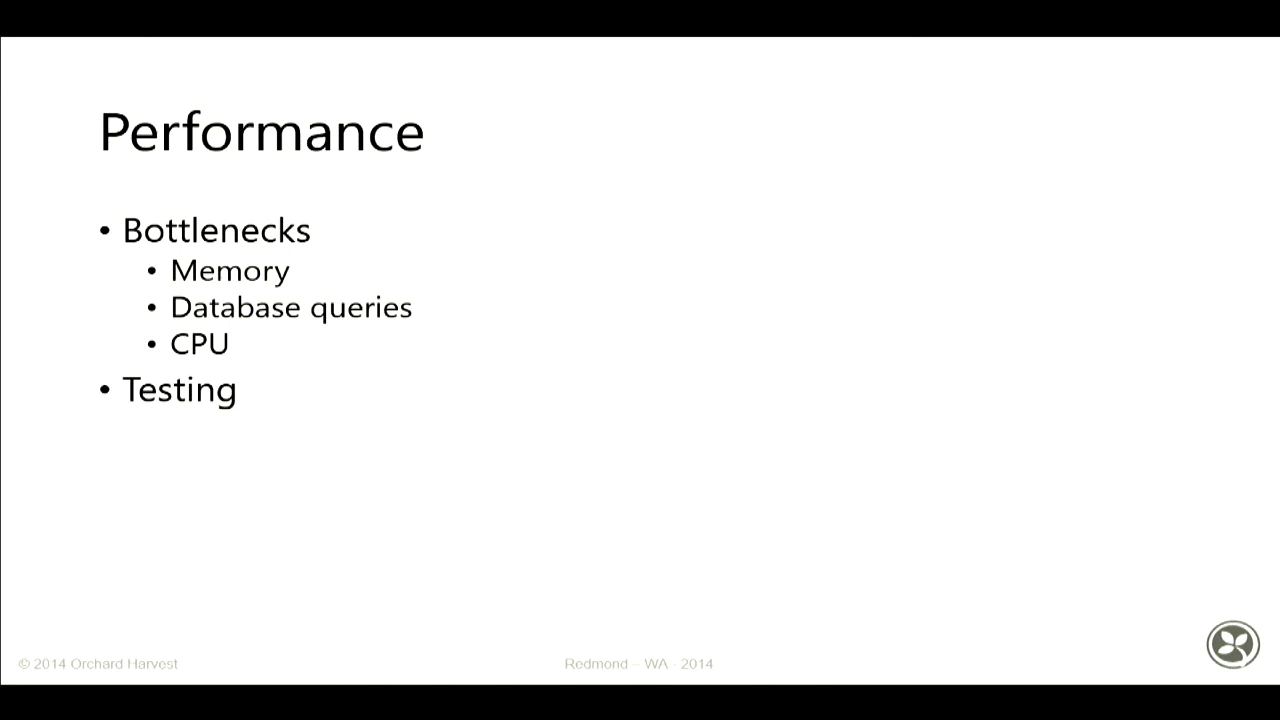 Performance
• Bottlenecks
• Memory
• Database queries
• CPU
• Testing
© 2014 Orchard Harvest
Redmond – WA - 2014